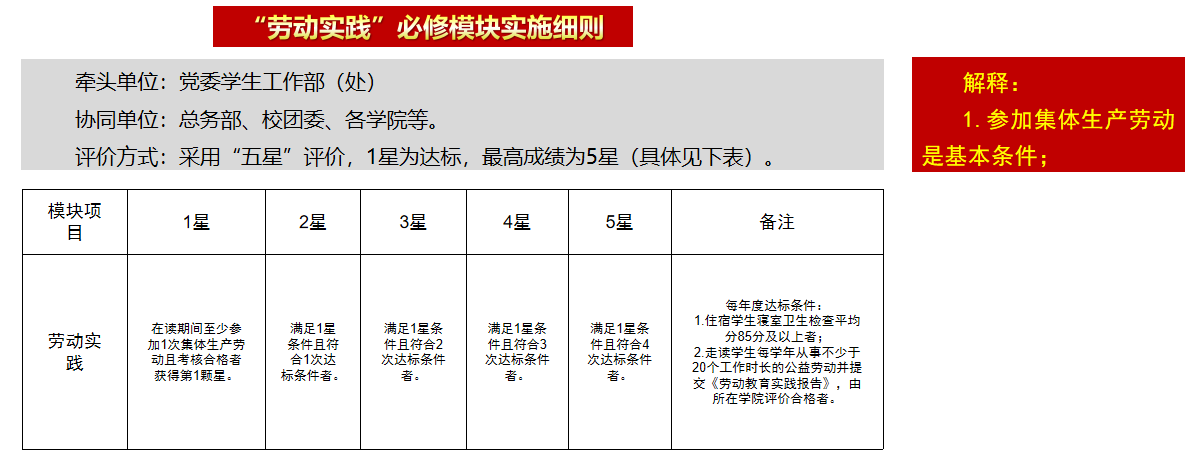 “劳动实践”必修模块实施细则
牵头单位：党委学生工作部（处）
协同单位：总务部、校团委、各学院等。
评价方式：采用“五星”评价，1星为达标，最高成绩为5星（具体见下表）。
解释：
1.参加集体生产劳动
是基本条件；
模块项
目
1星
2星
3星
4星
5星
备注
劳动实
践
在读期间至少参
加1次集体生产劳
动且考核合格者
获得第1颗星。
满足1星
条件且符
合1次达
标条件者。
满足1星条
件且符合2
次达标条件
者。
满足1星条
件且符合3
次达标条件
者。
满足1星条
件且符合4
次达标条件
者。
每年度达标条件：
1.住宿学生寝室卫生检查平均
分85分及以上者；
2.走读学生每学年从事不少于
20个工作时长的公益劳动并提
交《劳动教育实践报告》，由
所在学院评价合格者。